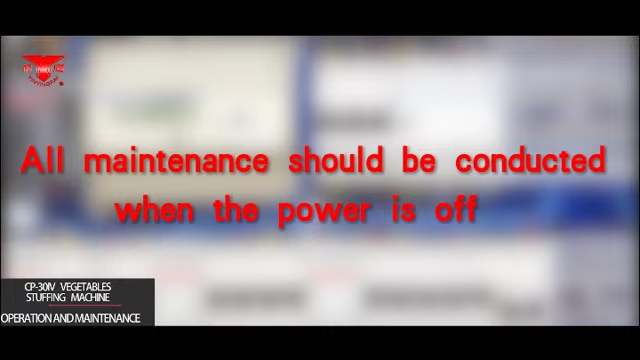 All maintenance should be conducted
when the power is off
CP-30IV VEGETABLES
STUFFING MACHINE
OPERATION AND MAINTENANCE